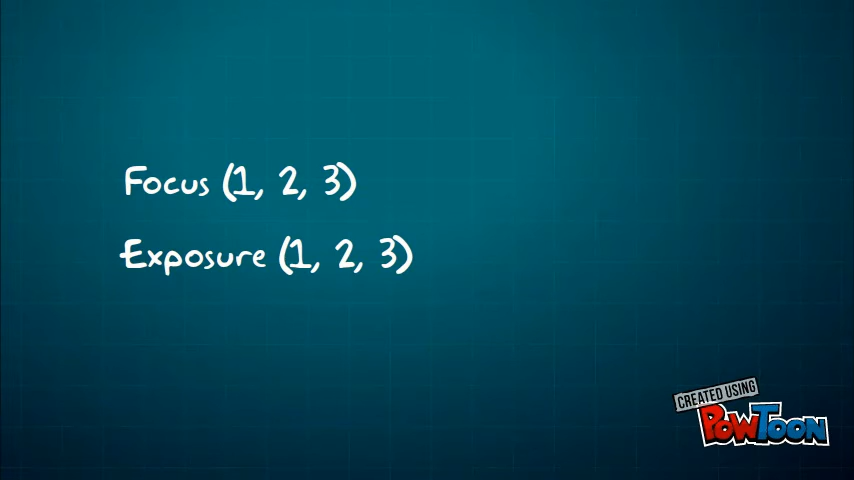 Focus (1, 2, 3)
Exposure (1, 2, 3)
CREATED USING
POWTOON